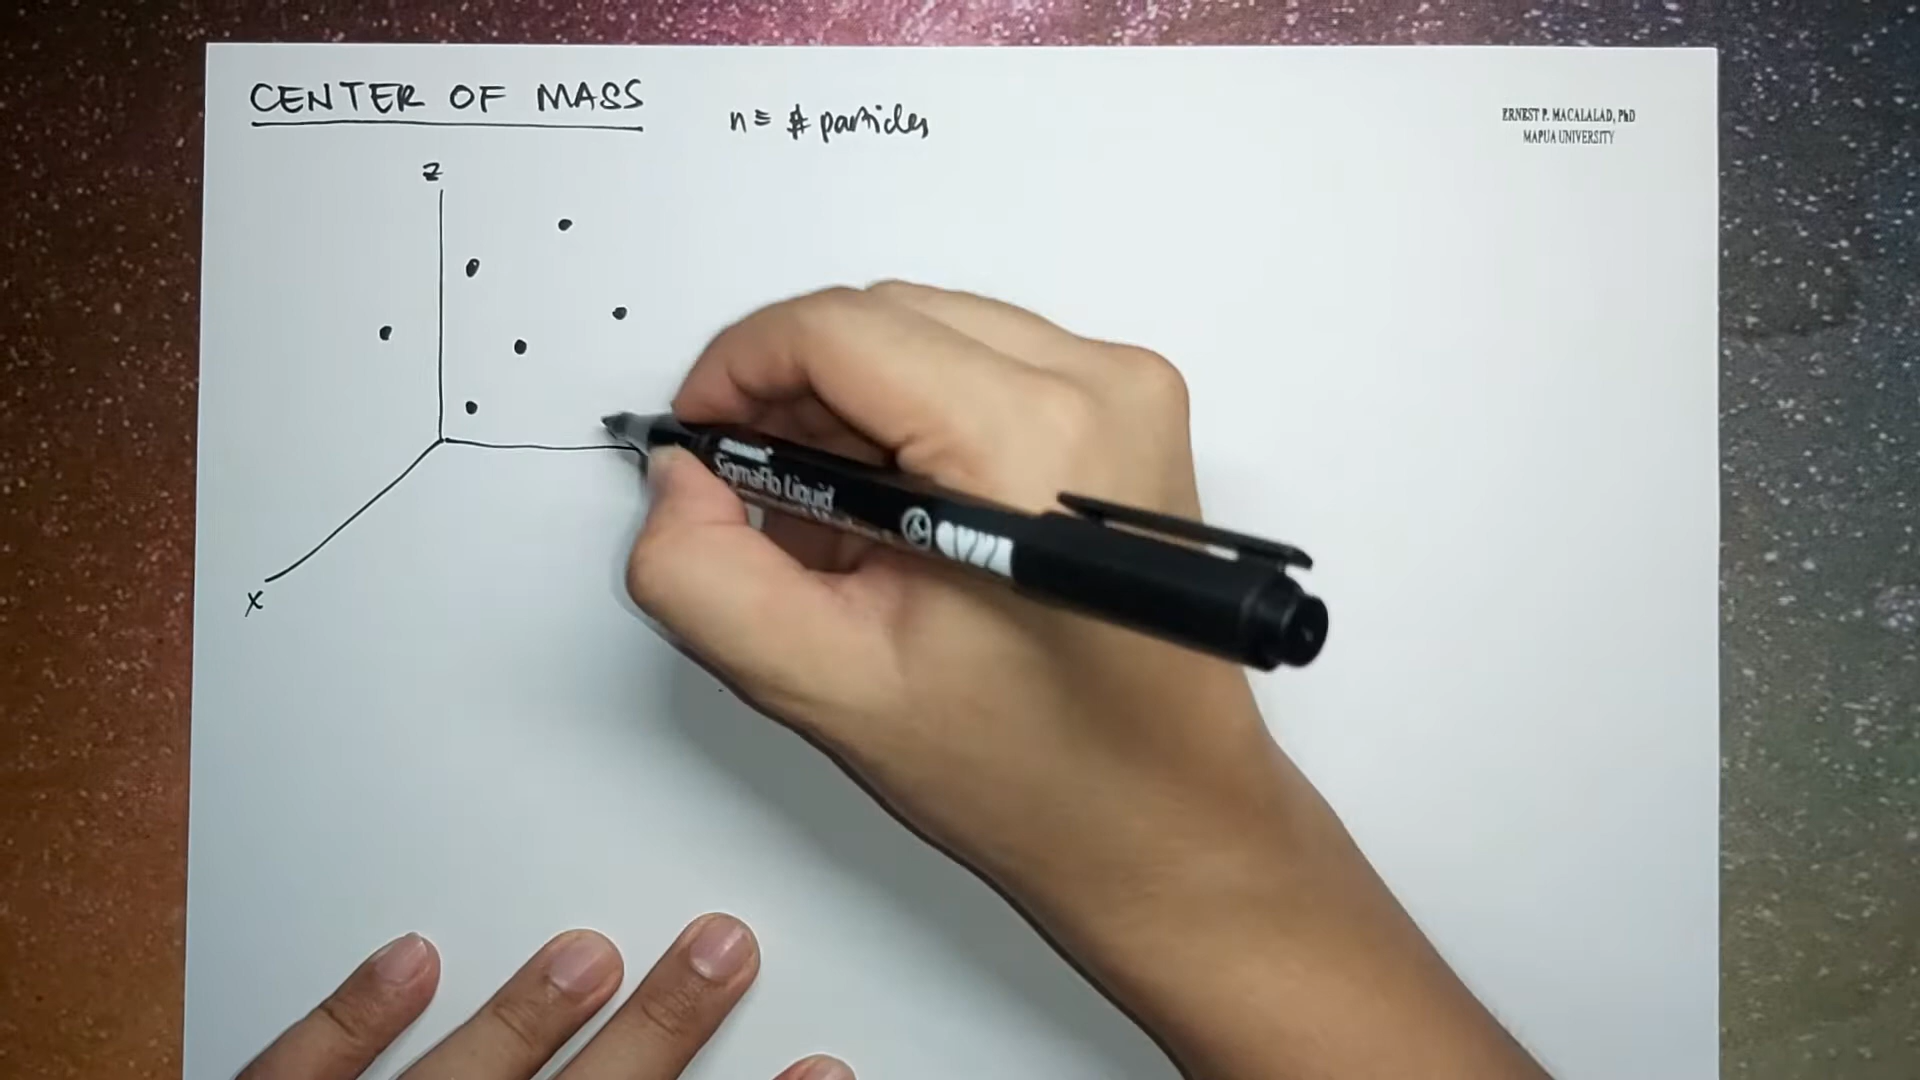 CENTER OF MASS
n ≡ # particles
ERNEST P. MACALALAD, PhD
MAPUA UNIVERSITY
z
x
SigmaFlo Liquid